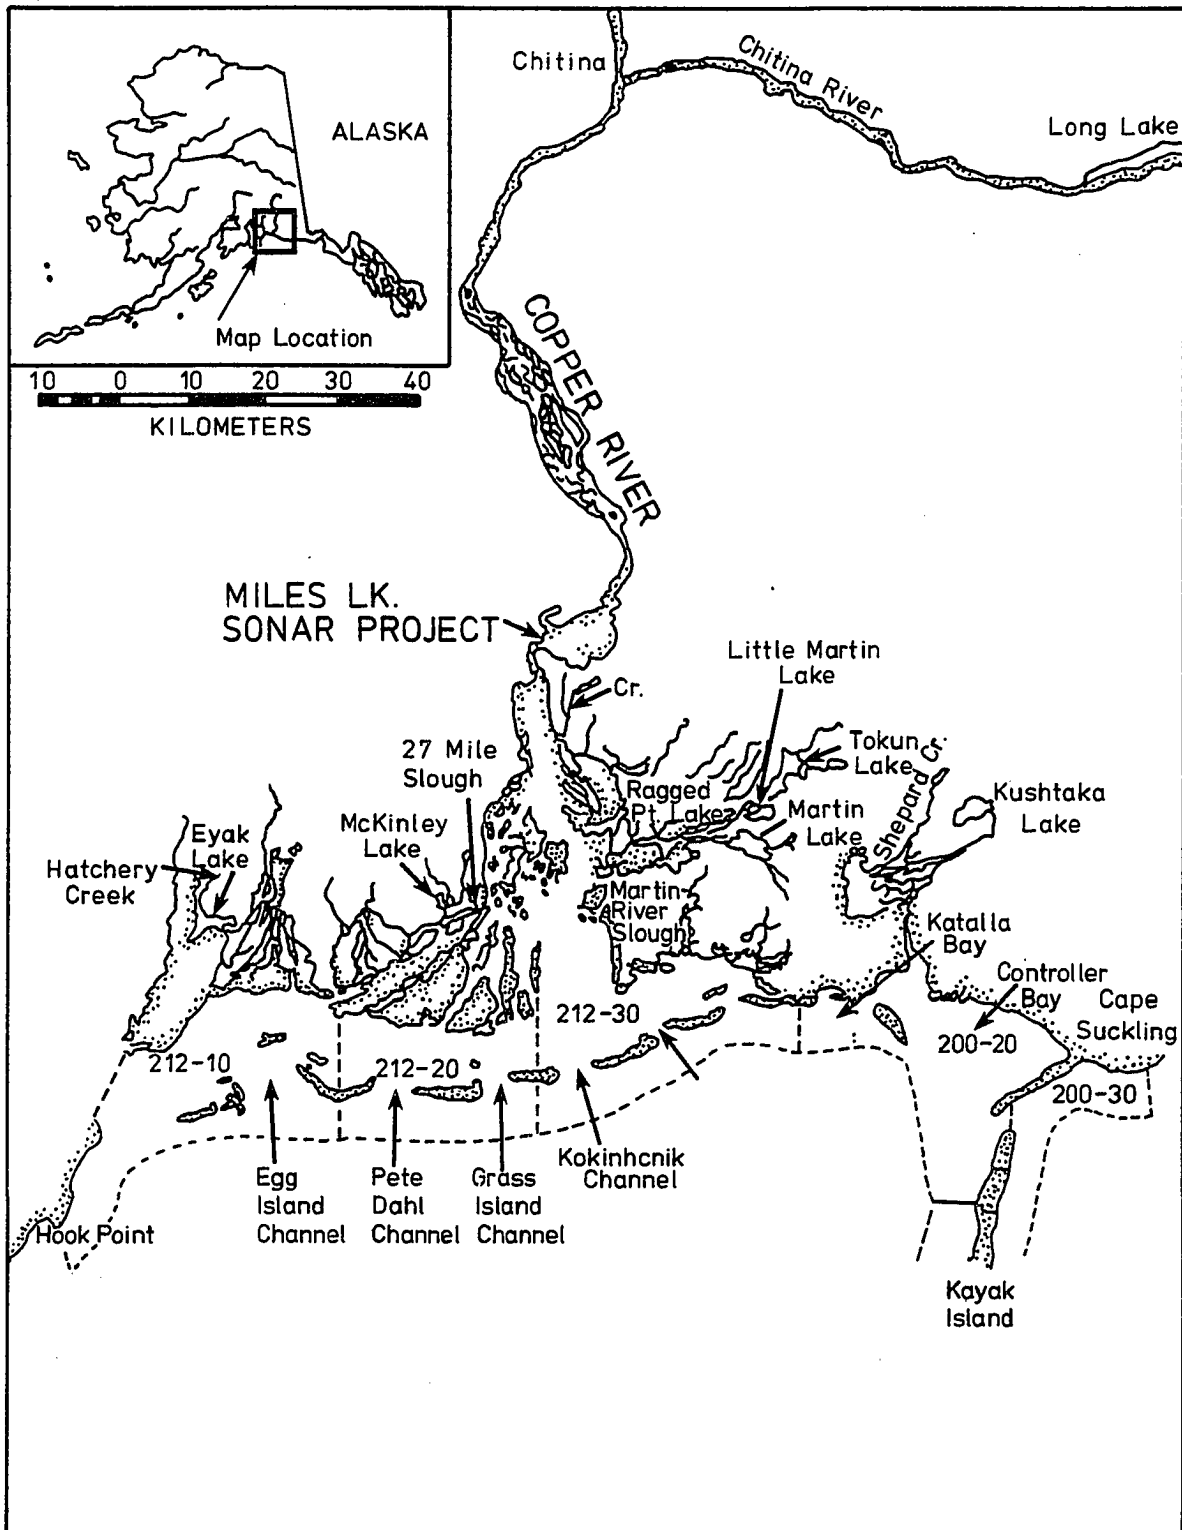 ALASKA
Map Location
10 0 10 20 30 40
KILOMETERS
Chitina
Chitina River
Long Lake
COPPER RIVER
MILES LK.
SONAR PROJECT
Cr.
Little Martin
Lake
27 Mile
Slough
Tokun
Lake
Shepard Cr.
Ragged
Pt. Lake
Martin
Lake
Kushtaka
Lake
McKinley
Lake
Eyak
Lake
Hatchery
Creek
Martin
River
Slough
Katalla
Bay
Controller
Bay
Cape
Suckling
212-10
212-20
212-30
200-20
200-30
Egg
Island
Channel
Pete
Dahl
Channel
Grass
Island
Channel
Kokinhcnik
Channel
Hook Point
Kayak
Island